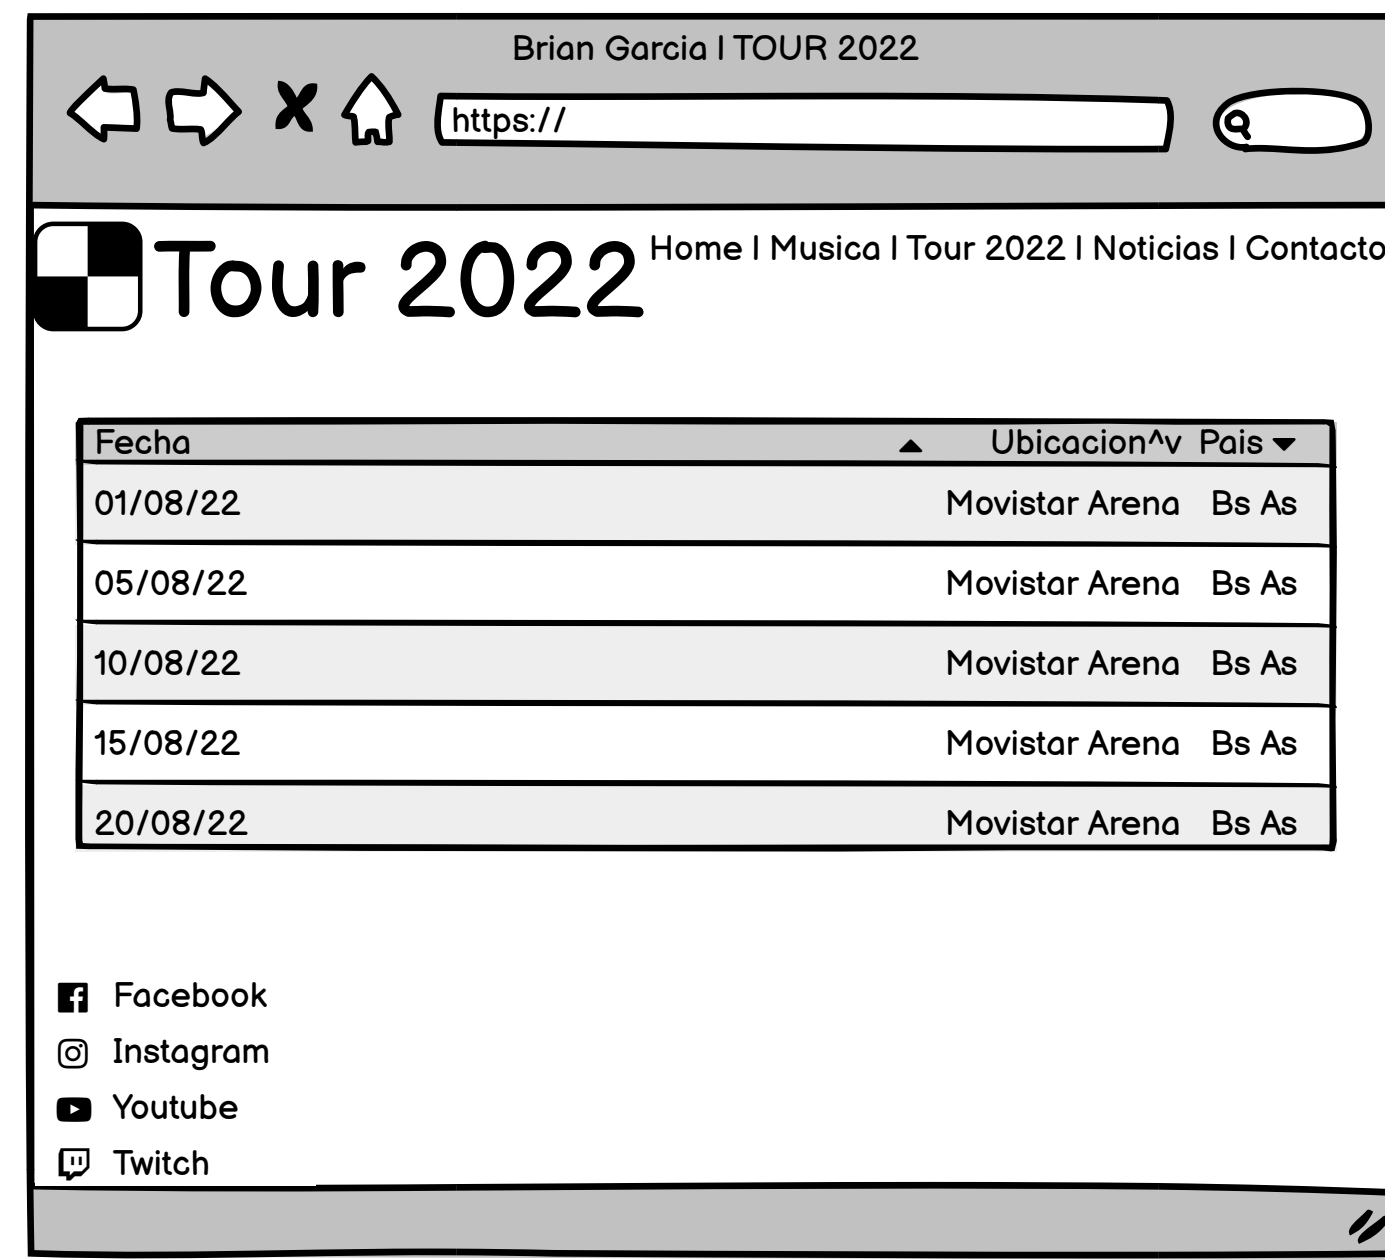 Brian Garcia | TOUR 2022
https://
Tour 2022
Home | Musica | Tour 2022 | Noticias | Contacto
Fecha Ubicacion^v Pais
01/08/22 Movistar Arena Bs As
05/08/22 Movistar Arena Bs As
10/08/22 Movistar Arena Bs As
15/08/22 Movistar Arena Bs As
20/08/22 Movistar Arena Bs As
Facebook
Instagram
Youtube
Twitch